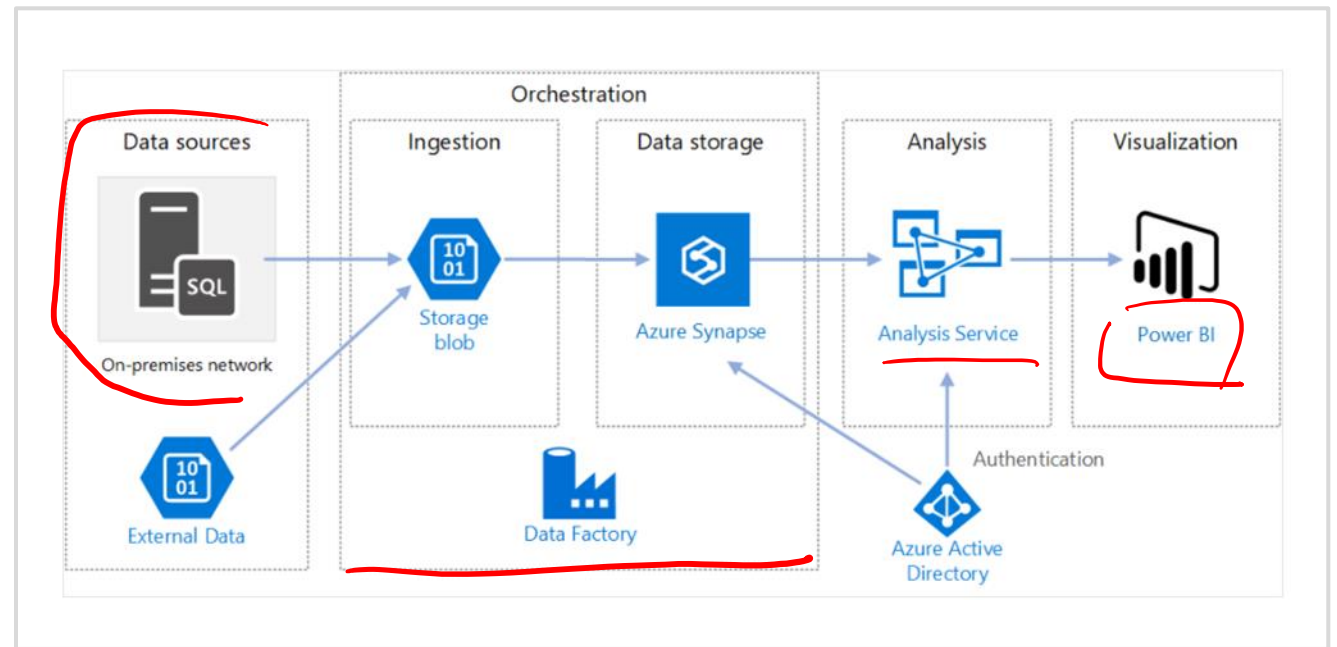 Orchestration
Data sources
Ingestion
Data storage
Analysis
Visualization
SQL
10
01
Storage
blob
Azure Synapse
Analysis Service
Power BI
On-premises network
10
01
External Data
Data Factory
Authentication
Azure Active
Directory